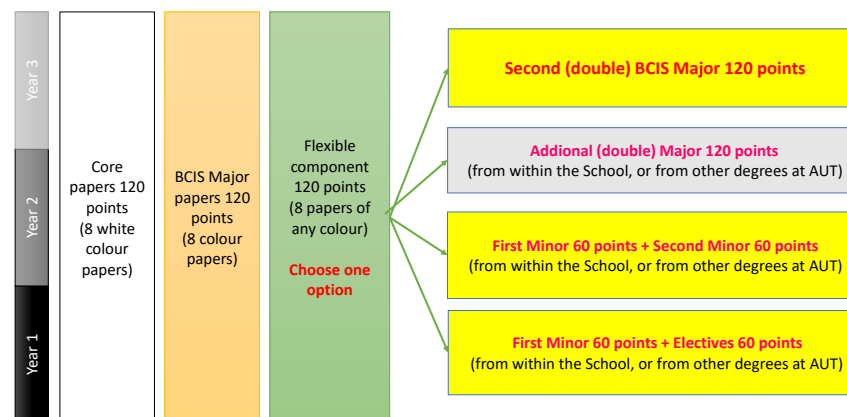 Year 3
Year 2
Year 1
Core
papers 120
points
(8 white
colour
papers)
BCIS Major
papers 120
points
(8 colour
papers)
Flexible
component
120 points
(8 papers of
any colour)
Choose one
option
Second (double) BCIS Major 120 points
Addional (double) Major 120 points
(from within the School, or from other degrees at AUT)
First Minor 60 points + Second Minor 60 points
(from within the School, or from other degrees at AUT)
First Minor 60 points + Electives 60 points
(from within the School, or from other degrees at AUT)